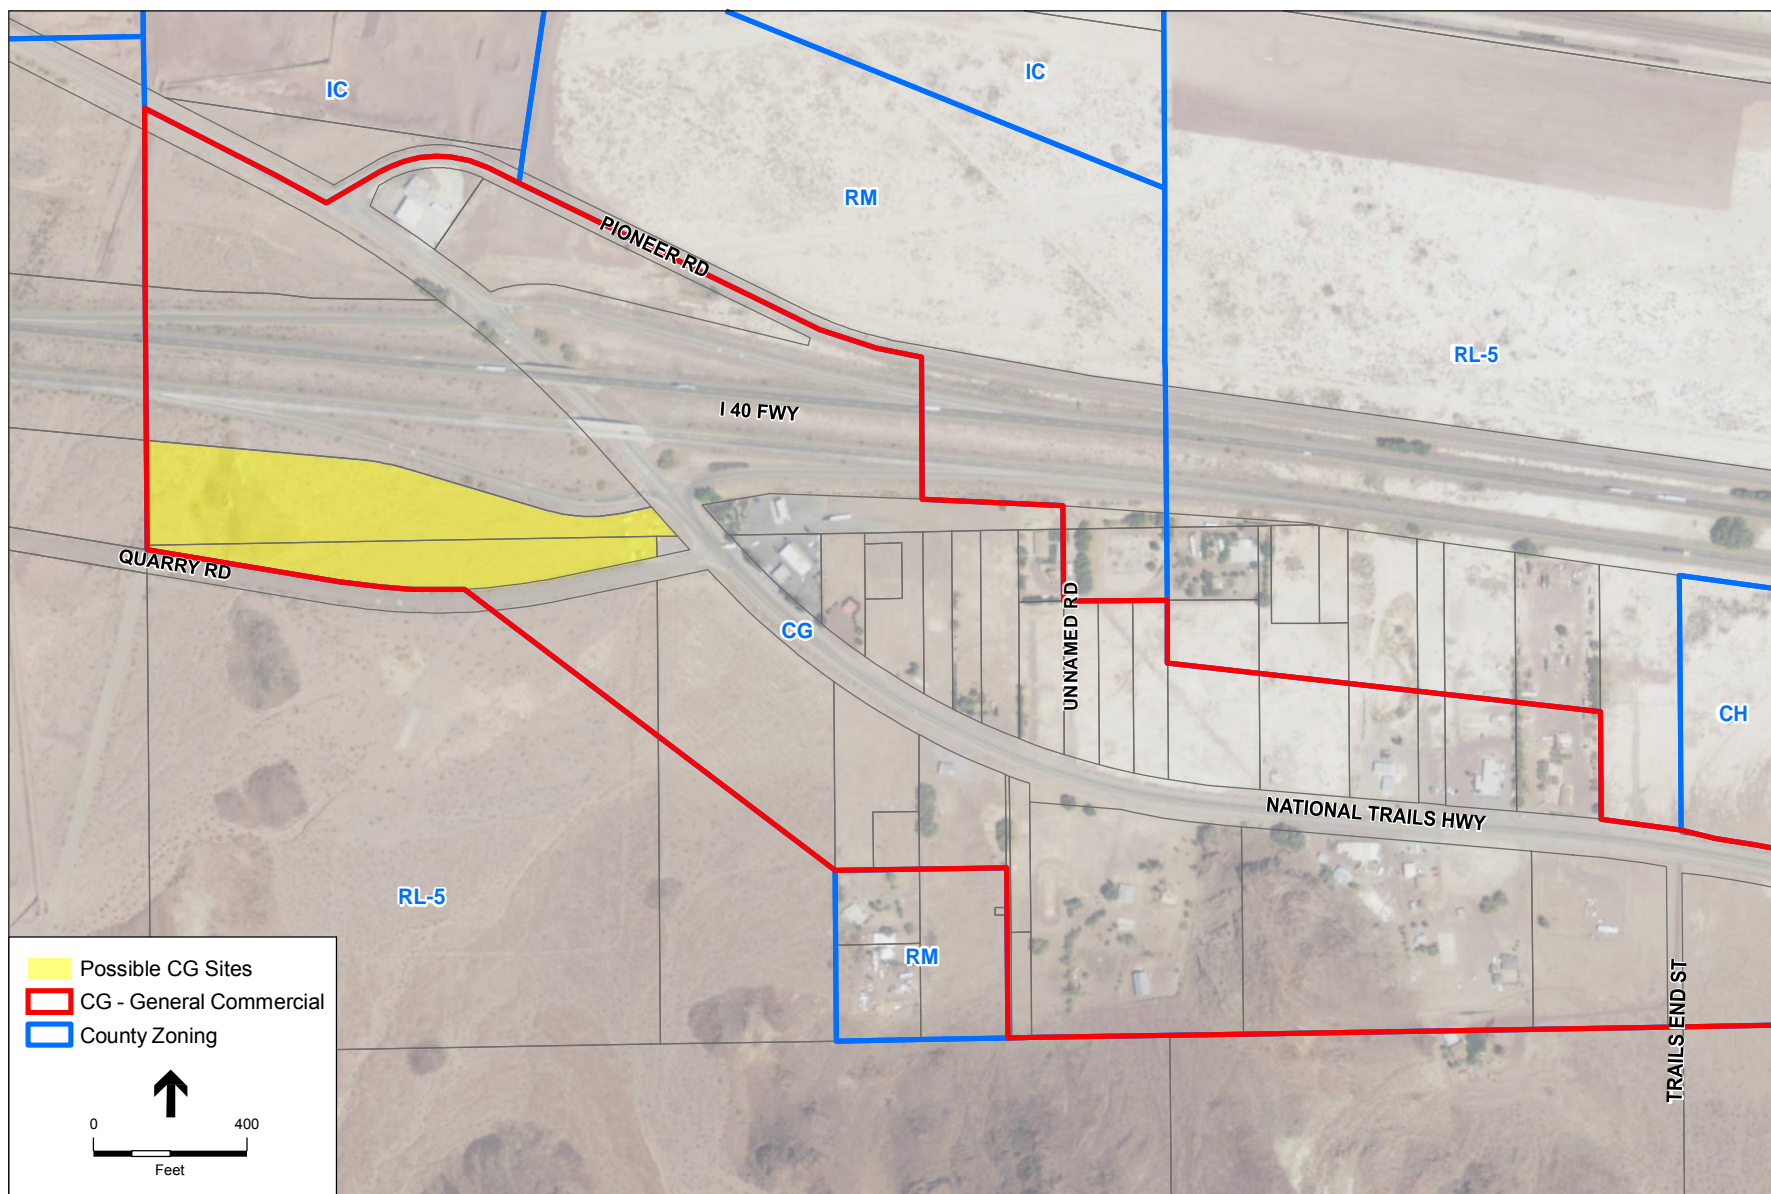 IC
IC
RM
PIONEER RD
RL-5
I 40 FWY
QUARRY RD
UNNAMED RD
CG
CH
NATIONAL TRAILS HWY
RL-5
RM
TRAILS END ST
Possible CG Sites
CG - General Commercial
County Zoning
0 400
Feet